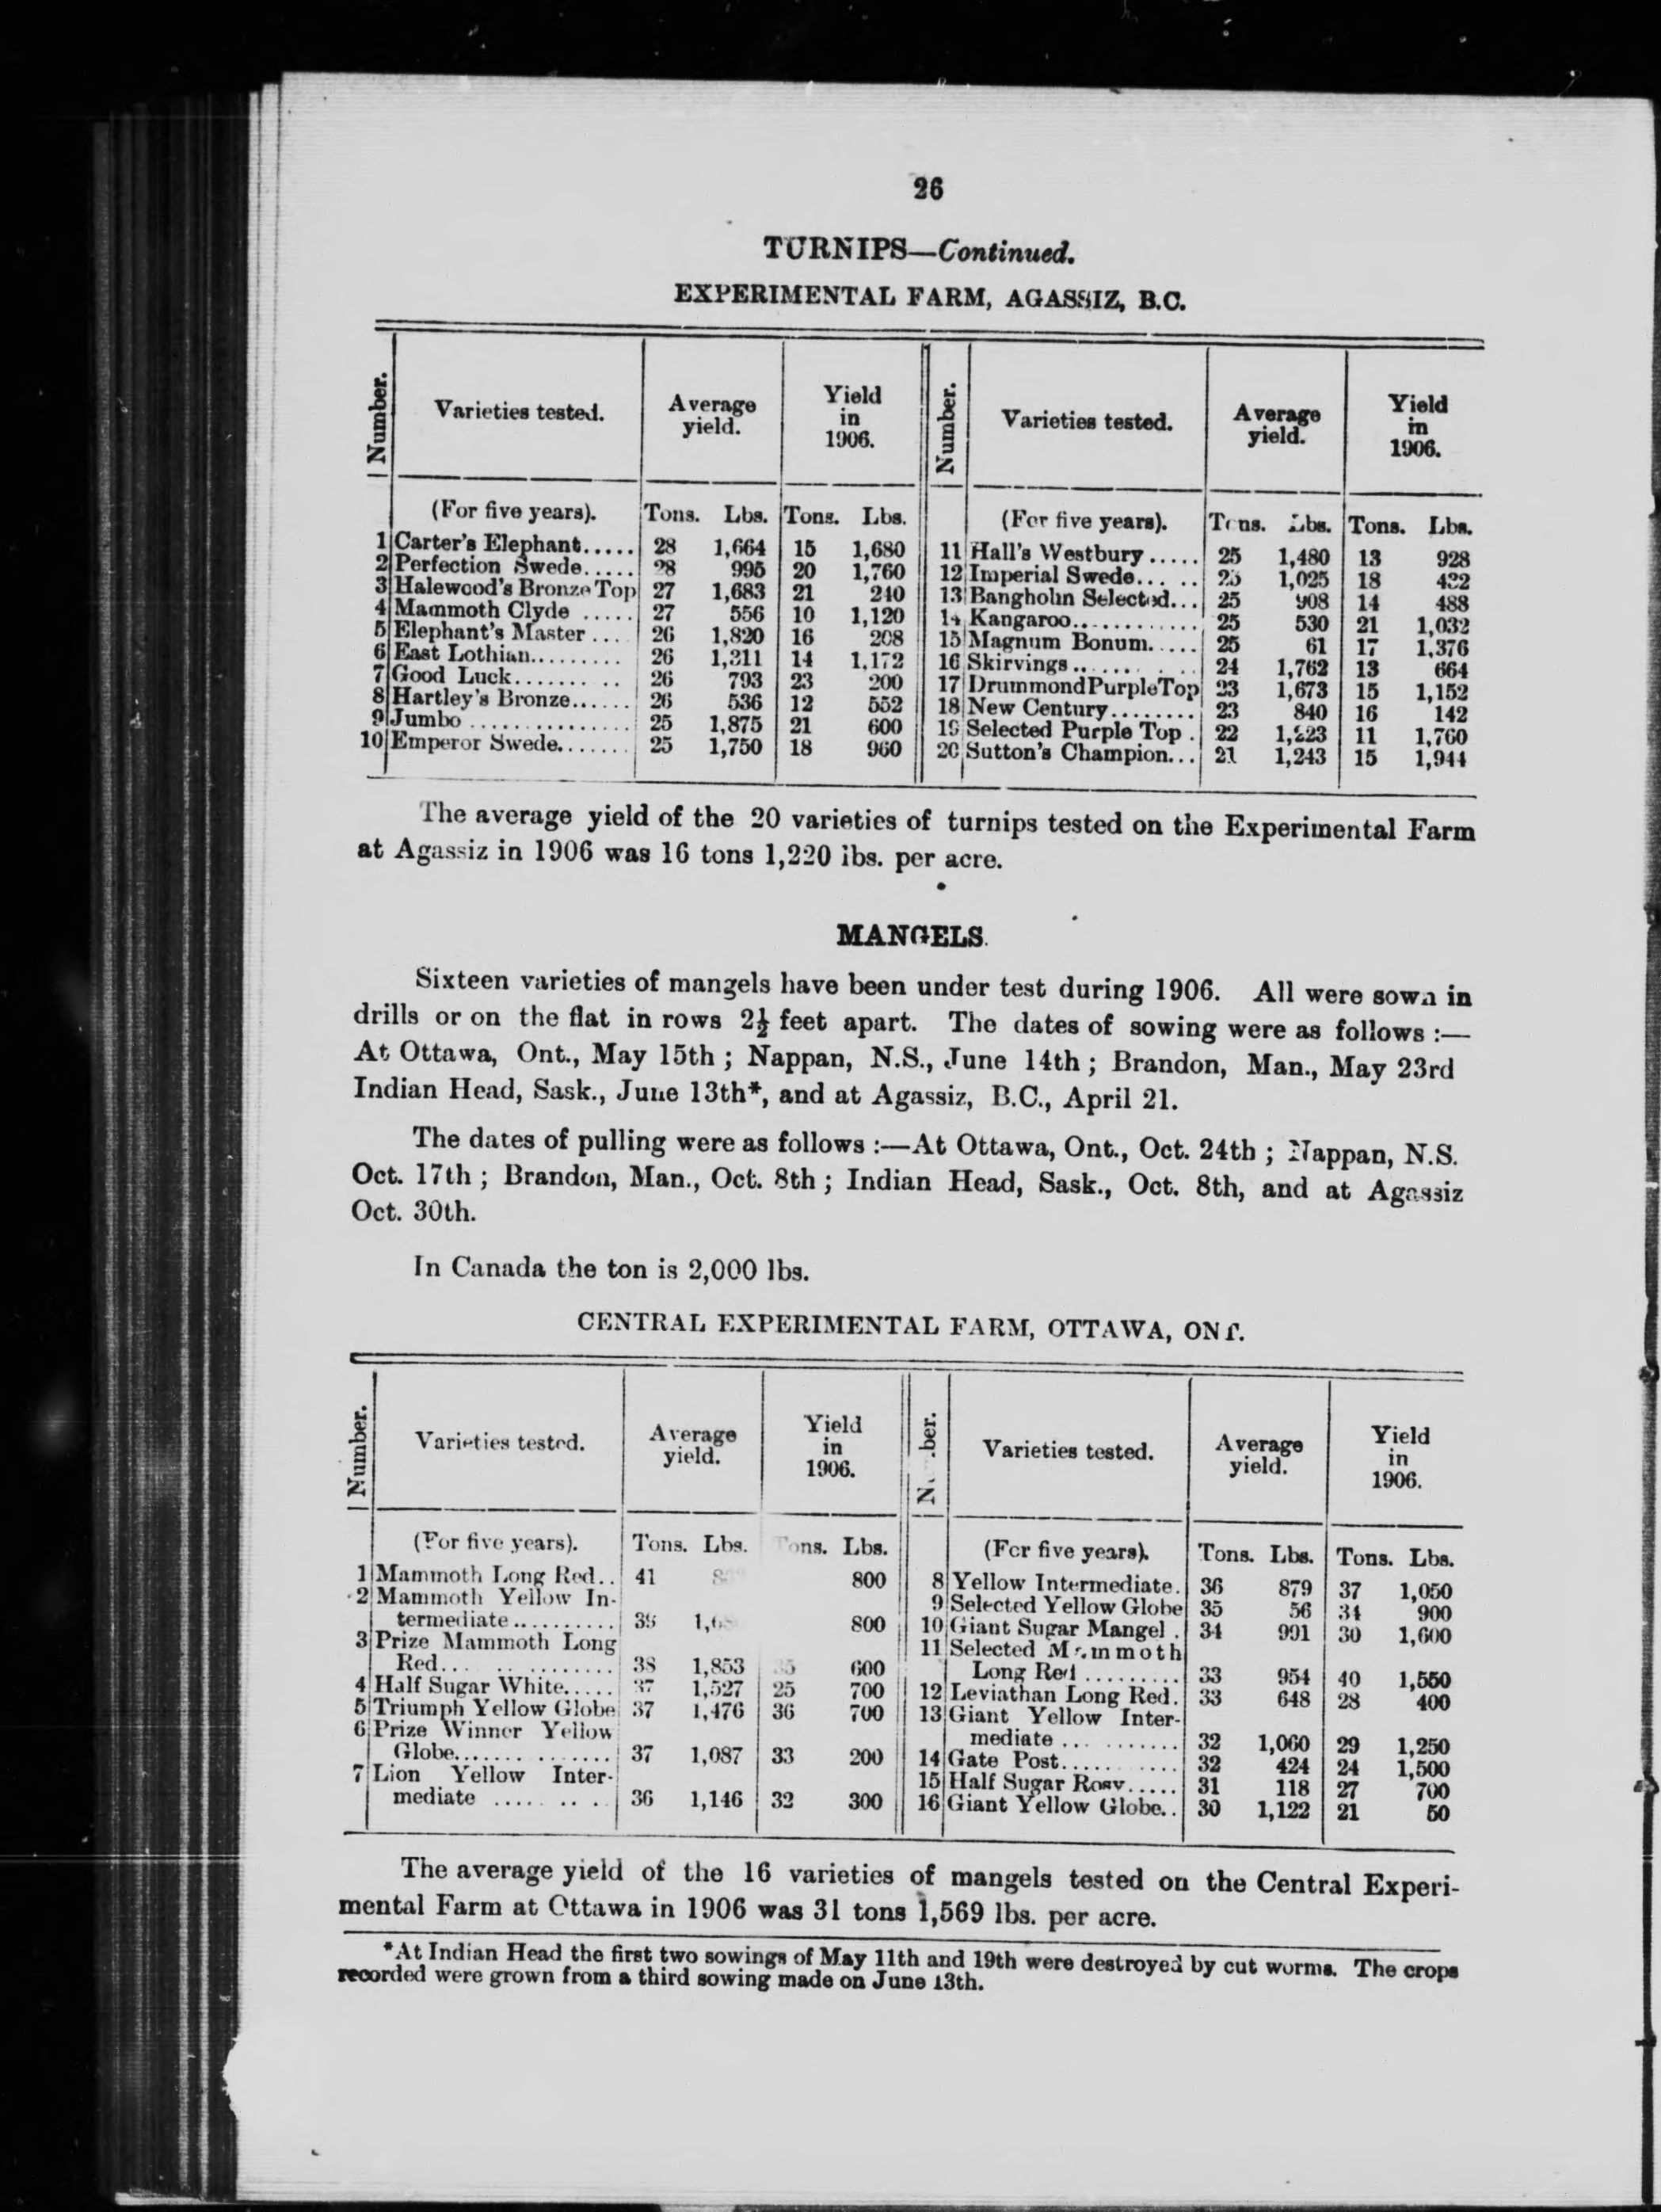 26
TURNIPS—Continued.
EXPERIMENTAL FARM, AGASSIZ, B.C.
Number. Varieties tested. Average yield. Yield in 1906. Number. Varieties tested. Average yield. Yield in 1906.
(For five years). Tons. Lbs. Tons. Lbs. (For five years). Tons. Lbs. Tons. Lbs.
1 Carter's Elephant..... 28 1,664 15 1,680 11 Hall's Westbury ..... 25 1,480 13 928
2 Perfection Swede..... 28 995 20 1,760 12 Imperial Swede... .. 25 1,025 18 432
3 Halewood's Bronze Top 27 1,683 21 240 13 Bangholm Selected... 25 908 14 488
4 Mammoth Clyde ..... 27 556 10 1,120 14 Kangaroo............ 25 530 21 1,032
5 Elephant's Master .... 26 1,820 16 208 15 Magnum Bonum..... 25 61 17 1,376
6 East Lothian......... 26 1,311 14 1,172 16 Skirvings........ .. 24 1,762 13 664
7 Good Luck......... .. 26 793 23 200 17 Drummond Purple Top 23 1,673 15 1,152
8 Hartley's Bronze...... 26 536 12 552 18 New Century........ 23 840 16 142
9 Jumbo ............... 25 1,875 21 600 19 Selected Purple Top . 22 11 1,760
10 Emperor Swede....... 25 1,750 18 960 20 Sutton's Champion... 21 1,243 15 1,944
The average yield of the 20 varieties of turnips tested on the Experimental Farm
at Agassiz in 1906 was 16 tons 1,220 lbs. per acre.
MANGELS.
Sixteen varieties of mangels have been under test during 1906. All were sown in
drills or on the flat in rows 2½ feet apart. The dates of sowing were as follows :—
At Ottawa, Ont., May 15th ; Nappan, N.S., June 14th ; Brandon, Man., May 23rd
Indian Head, Sask., June 13th*, and at Agassiz, B.C., April 21.
The dates of pulling were as follows :—At Ottawa, Ont., Oct. 24th ; Nappan, N.S.
Oct. 17th ; Brandon, Man., Oct. 8th ; Indian Head, Sask., Oct. 8th, and at Agassiz
Oct. 30th.
In Canada the ton is 2,000 lbs.
CENTRAL EXPERIMENTAL FARM, OTTAWA, ONT.
Number. Varieties tested. Average yield. Yield in 1906. Number. Varieties tested. Average yield. Yield in 1906.
(For five years). Tons. Lbs. Tons. Lbs. (For five years). Tons. Lbs. Tons. Lbs.
1 Mammoth Long Red.. 41 800 8 Yellow Intermediate. 36 879 37 1,050
2 Mammoth Yellow In- 9 Selected Yellow Globe 35 56 34 900
termediate .......... 800 10 Giant Sugar Mangel . 34 991 30 1,600
3 Prize Mammoth Long 11 Selected Mammoth
Red... .. ......... 38 1,853 600 Long Red ......... 33 954 40 1,550
4 Half Sugar White..... 37 1,527 25 700 12 Leviathan Long Red. 33 648 28 400
5 Triumph Yellow Globe 37 1,476 36 700 13 Giant Yellow Inter-
6 Prize Winner Yellow mediate ... ....... 32 1,060 29 1,250
Globe............... 37 1,087 33 200 14 Gate Post........... 32 424 24 1,500
7 Lion Yellow Inter- 15 Half Sugar Rosy..... 31 118 27 700
mediate ..... .. . 36 1,146 32 300 16 Giant Yellow Globe.. 30 1,122 21 50
The average yield of the 16 varieties of mangels tested on the Central Experi-
mental Farm at Ottawa in 1906 was 31 tons 1,569 lbs. per acre.
*At Indian Head the first two sowings of May 11th and 19th were destroyed by cut worms. The crops
recorded were grown from a third sowing made on June 13th.